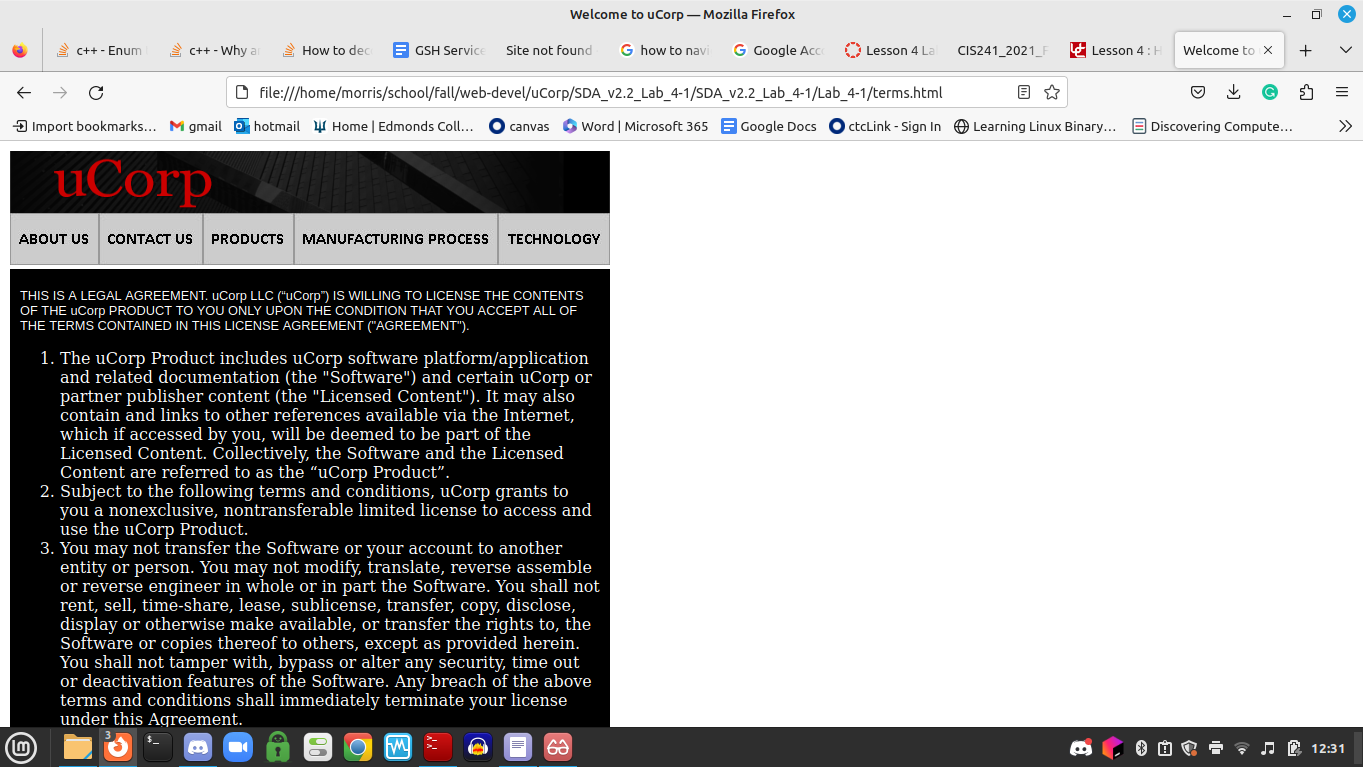 Welcome to uCorp — Mozilla Firefox
c++ - Enum
c++ - Why a
How to dec
GSH Service
Site not found
how to navi
Google Acc
Lesson 4 La
CIS241_2021_F
Lesson 4 : H
Welcome to
file:///home/morris/school/fall/web-devel/uCorp/SDA_v2.2_Lab_4-1/SDA_v2.2_Lab_4-1/Lab_4-1/terms.html
Import bookmarks… gmail hotmail Home | Edmonds Coll… canvas Word | Microsoft 365 Google Docs ctcLink - Sign In Learning Linux Binary… Discovering Compute…
uCorp
ABOUT US CONTACT US PRODUCTS MANUFACTURING PROCESS TECHNOLOGY
THIS IS A LEGAL AGREEMENT. uCorp LLC (“uCorp”) IS WILLING TO LICENSE THE CONTENTS
OF THE uCorp PRODUCT TO YOU ONLY UPON THE CONDITION THAT YOU ACCEPT ALL OF
THE TERMS CONTAINED IN THIS LICENSE AGREEMENT ("AGREEMENT").
1. The uCorp Product includes uCorp software platform/application
and related documentation (the "Software") and certain uCorp or
partner publisher content (the "Licensed Content"). It may also
contain and links to other references available via the Internet,
which if accessed by you, will be deemed to be part of the
Licensed Content. Collectively, the Software and the Licensed
Content are referred to as the “uCorp Product”.
2. Subject to the following terms and conditions, uCorp grants to
you a nonexclusive, nontransferable limited license to access and
use the uCorp Product.
3. You may not transfer the Software or your account to another
entity or person. You may not modify, translate, reverse assemble
or reverse engineer in whole or in part the Software. You shall not
rent, sell, time-share, lease, sublicense, transfer, copy, disclose,
display or otherwise make available, or transfer the rights to, the
Software or copies thereof to others, except as provided herein.
You shall not tamper with, bypass or alter any security, time out
or deactivation features of the Software. Any breach of the above
terms and conditions shall immediately terminate your license
under this Agreement.
3
12:31